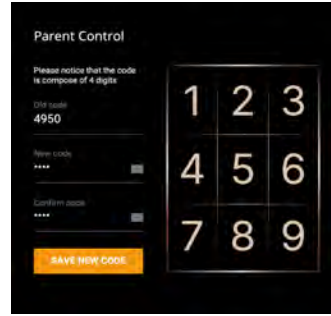 Parent Control
Please notice that the code
is compose of 4 digits
Old code
4950
New code
****
Confirm code
****
SAVE NEW CODE
1 2 3
4 5 6
7 8 9